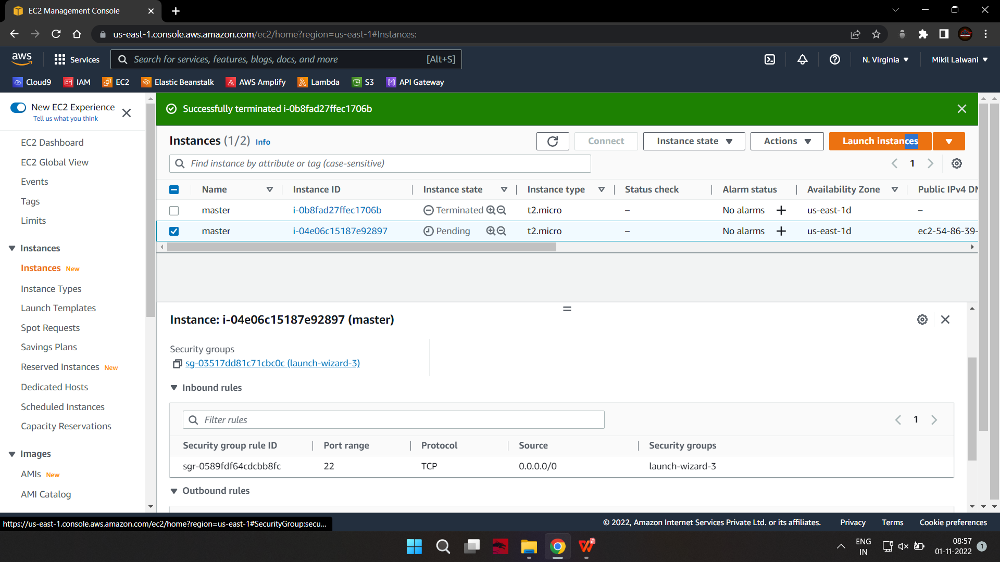 EC2 Management Console
us-east-1.console.aws.amazon.com/ec2/home?region=us-east-1#Instances:
aws
Services
Search for services, features, blogs, docs, and more
[Alt+S]
N. Virginia
Mikil Lalwani
Cloud9
IAM
EC2
Elastic Beanstalk
AWS Amplify
Lambda
S3
API Gateway
New EC2 Experience
Tell us what you think
EC2 Dashboard
EC2 Global View
Events
Tags
Limits
Instances
Instances New
Instance Types
Launch Templates
Spot Requests
Savings Plans
Reserved Instances New
Dedicated Hosts
Scheduled Instances
Capacity Reservations
Images
AMIs New
AMI Catalog
Successfully terminated i-0b8fad27ffec1706b
Instances (1/2) Info
Connect
Instance state
Actions
Launch instances
Find instance by attribute or tag (case-sensitive)
1
Name Instance ID Instance state Instance type Status check Alarm status Availability Zone Public IPv4 DN
master i-0b8fad27ffec1706b Terminated t2.micro – No alarms + us-east-1d –
master i-04e06c15187e92897 Pending t2.micro – No alarms + us-east-1d ec2-54-86-39-
Instance: i-04e06c15187e92897 (master)
Security groups
sg-03517dd81c71cbc0c (launch-wizard-3)
Inbound rules
Filter rules
1
Security group rule ID Port range Protocol Source Security groups
sgr-0589fdf64cdcbb8fc 22 TCP 0.0.0.0/0 launch-wizard-3
Outbound rules
https://us-east-1.console.aws.amazon.com/ec2/home?region=us-east-1#SecurityGroup:secu...
© 2022, Amazon Internet Services Private Ltd. or its affiliates.
Privacy
Terms
Cookie preferences
ENG
IN
08:57
01-11-2022
1